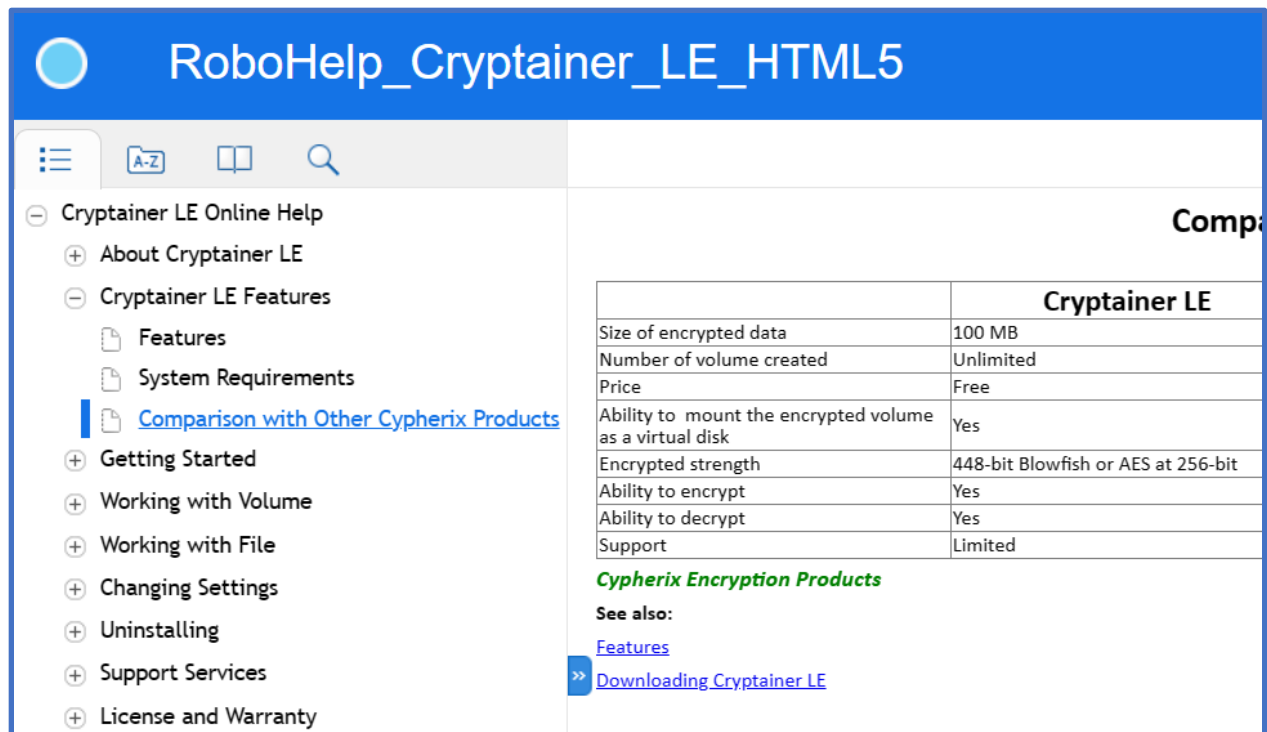 RoboHelp_Cryptainer_LE_HTML5
A-Z
Cryptainer LE Online Help
About Cryptainer LE
Cryptainer LE Features
Features
System Requirements
Comparison with Other Cypherix Products
Getting Started
Working with Volume
Working with File
Changing Settings
Uninstalling
Support Services
License and Warranty
Compa
Cryptainer LE
Size of encrypted data 100 MB
Number of volume created Unlimited
Price Free
Ability to mount the encrypted volume
as a virtual disk Yes
Encrypted strength 448-bit Blowfish or AES at 256-bit
Ability to encrypt Yes
Ability to decrypt Yes
Support Limited
Cypherix Encryption Products
See also:
Features
»
Downloading Cryptainer LE